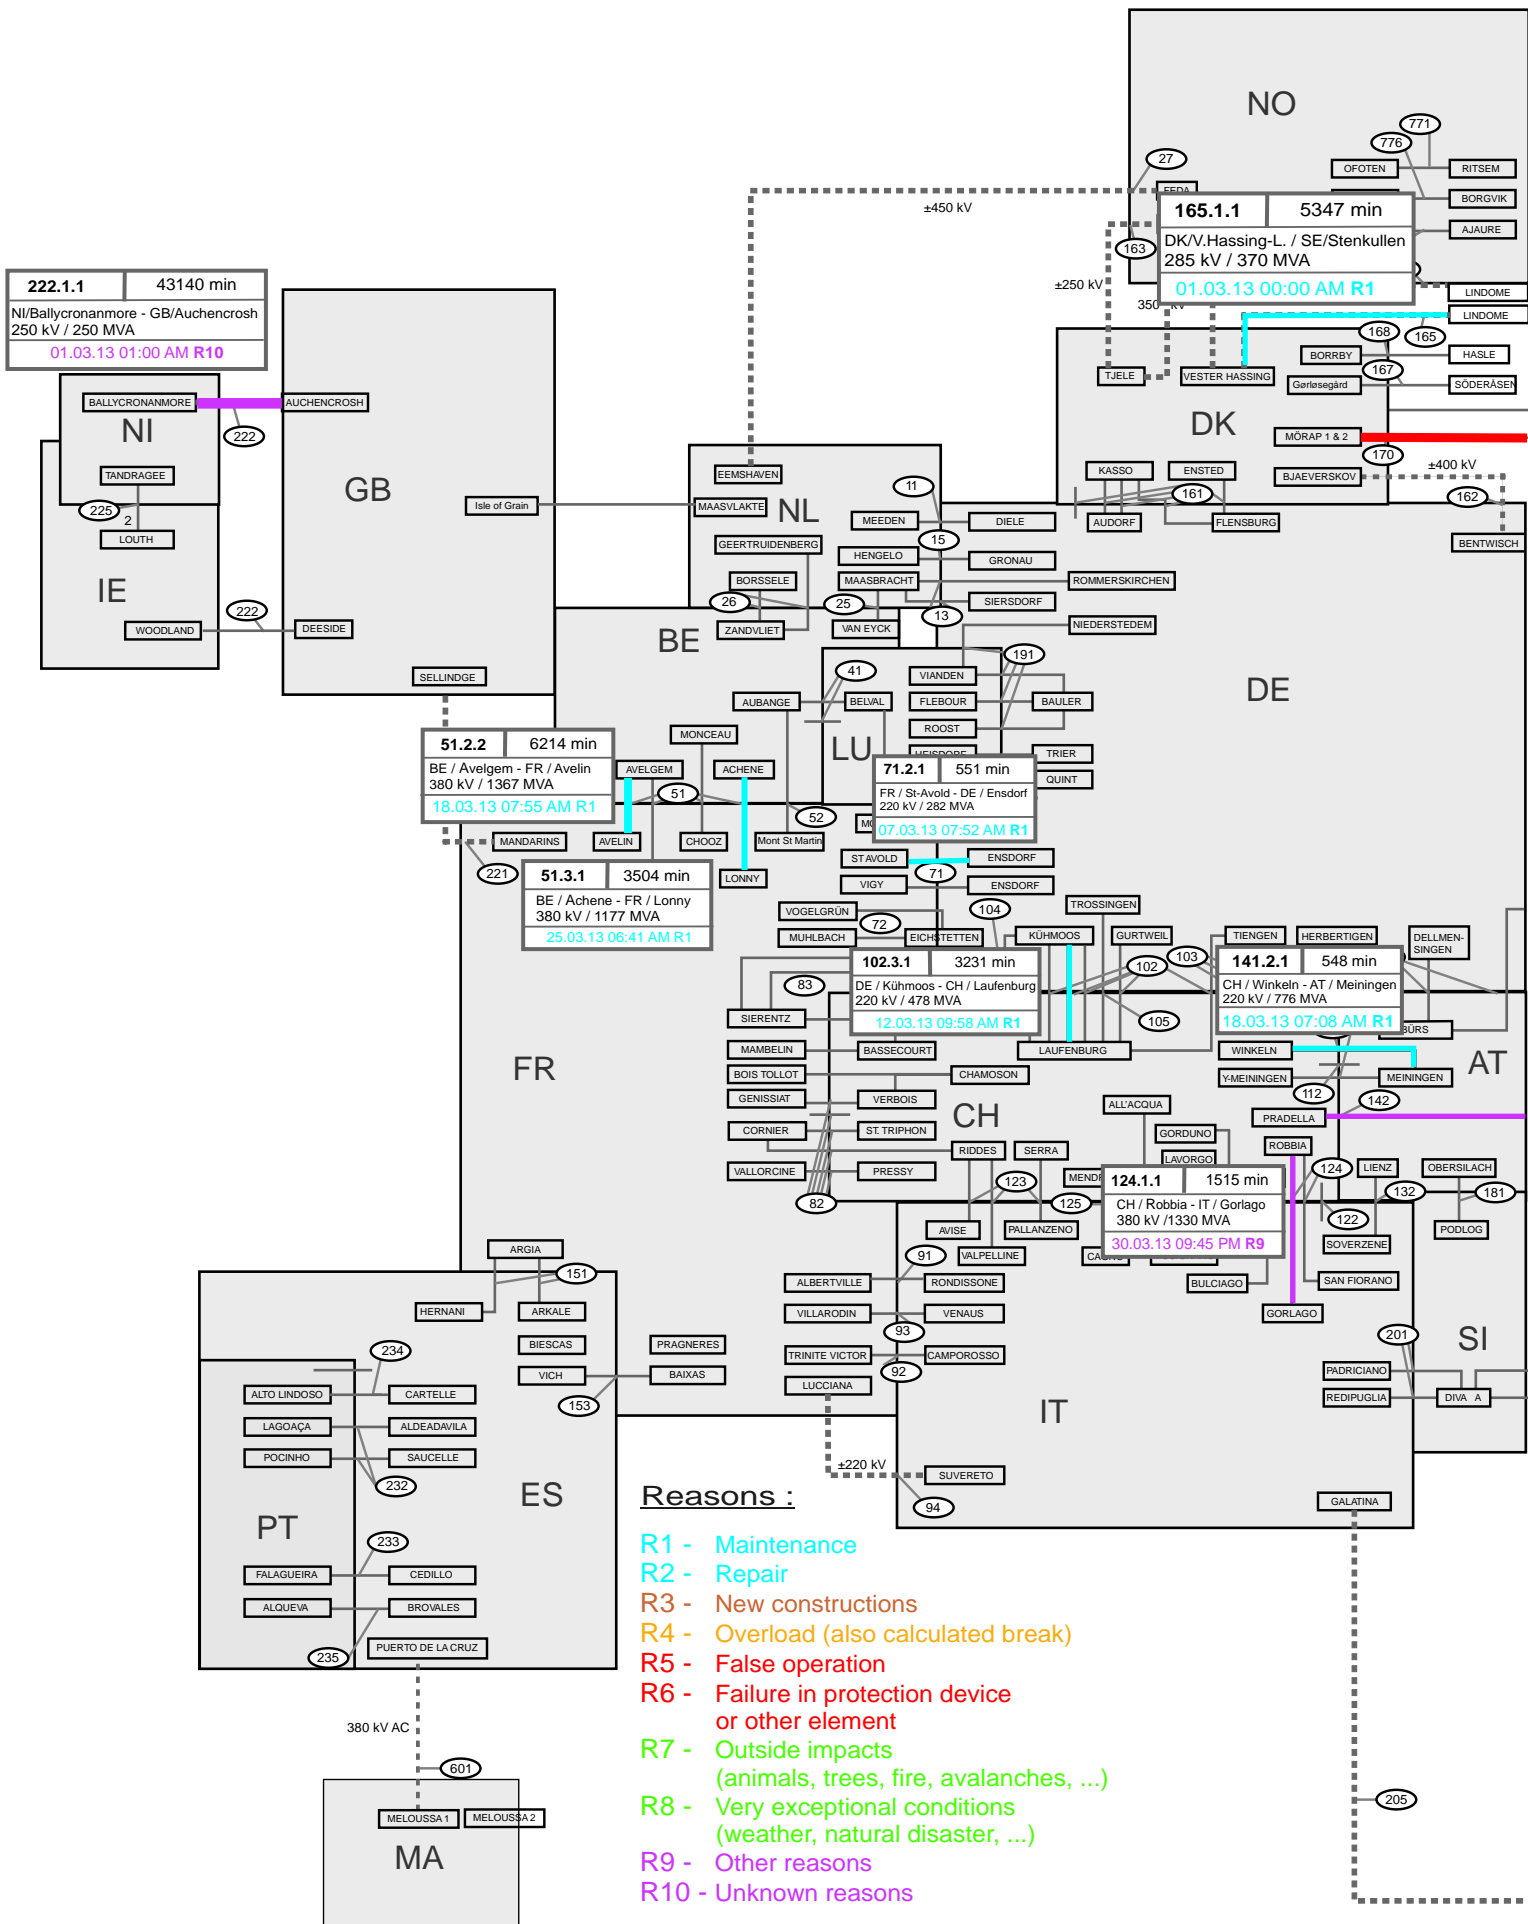 NO
771
776
27
OFOTEN
RITSEM
BORGVIK
AJAURE
±450 kV
163
±250 kV
165.1.1 5347 min
DK/V.Hassing-L. / SE/Stenkullen
285 kV / 370 MVA
01.03.13 00:00 AM R1
LINDOME
LINDOME
165
168
BORRBY
HASLE
167
Gørløsegård
SÖDERÅSEN
TJELE
VESTER HASSING
DK
MÖRAP 1 & 2
170
±400 kV
BJAEVERSKOV
162
BENTWISCH
KASSO
ENSTED
161
AUDORF
FLENSBURG
222.1.1 43140 min
NI/Ballycronanmore - GB/Auchencrosh
250 kV / 250 MVA
01.03.13 01:00 AM R10
BALLYCRONANMORE
AUCHENCROSH
NI
222
TANDRAGEE
225
2
LOUTH
IE
222
WOODLAND
DEESIDE
GB
Isle of Grain
SELLINDGE
EEMSHAVEN
MAASVLAKTE
NL
11
MEEDEN
DIELE
15
GEERTRUIDENBERG
HENGELO
GRONAU
BORSSELE
MAASBRACHT
ROMMERSKIRCHEN
26
25
SIERSDORF
13
ZANDVLIET
VAN EYCK
NIEDERSTEDEM
BE
191
41
VIANDEN
DE
AUBANGE
BELVAL
FLEBOUR
BAULER
ROOST
LU
TRIER
QUINT
51.2.2 6214 min
BE / Avelgem - FR / Avelin
380 kV / 1367 MVA
18.03.13 07:55 AM R1
MONCEAU
AVELGEM
ACHENE
51
52
71.2.1 551 min
FR / St-Avold - DE / Ensdorf
220 kV / 282 MVA
07.03.13 07:52 AM R1
MANDARINS
AVELIN
CHOOZ
Mont St Martin
221
LONNY
ST AVOLD
ENSDORF
71
VIGY
ENSDORF
51.3.1 3504 min
BE / Achene - FR / Lonny
380 kV / 1177 MVA
25.03.13 06:41 AM R1
VOGELGRÜN
72
104
TROSSINGEN
MUHLBACH
EICHSTETTEN
KÜHMOOS
GURTWEIL
TIENGEN
HERBERTIGEN
DELLMEN-
SINGEN
102.3.1 3231 min
DE / Kühmoos - CH / Laufenburg
220 kV / 478 MVA
12.03.13 09:58 AM R1
102
103
141.2.1 548 min
CH / Winkeln - AT / Meiningen
220 kV / 776 MVA
18.03.13 07:08 AM R1
83
105
SIERENTZ
BÜRS
MAMBELIN
BASSECOURT
LAUFENBURG
WINKELN
AT
FR
BOIS TOLLOT
CHAMOSON
Y-MEININGEN
MEININGEN
GENISSIAT
VERBOIS
112
142
CH
ALL'ACQUA
PRADELLA
CORNIER
ST. TRIPHON
GORDUNO
RIDDES
SERRA
LAVORGO
ROBBIA
VALLORCINE
PRESSY
124
LIENZ
OBERSILACH
123
125
132
181
82
122
124.1.1 1515 min
CH / Robbia - IT / Gorlago
380 kV /1330 MVA
30.03.13 09:45 PM R9
AVISE
PALLANZENO
PODLOG
VALPELLINE
SOVERZENE
ARGIA
151
91
ALBERTVILLE
RONDISSONE
BULCIAGO
SAN FIORANO
HERNANI
ARKALE
VILLARODIN
VENAUS
GORLAGO
93
BIESCAS
PRAGNERES
201
SI
234
TRINITE VICTOR
CAMPOROSSO
92
VICH
BAIXAS
PADRICIANO
LUCCIANA
ALTO LINDOSO
CARTELLE
153
REDIPUGLIA
DIVA A
IT
LAGOAÇA
ALDEADAVILA
POCINHO
SAUCELLE
±220 kV
SUVERETO
232
ES
94
GALATINA
PT
233
FALAGUEIRA
CEDILLO
ALQUEVA
BROVALES
235
PUERTO DE LA CRUZ
380 kV AC
601
MELOUSSA 1
MELOUSSA 2
MA
205
Reasons :
R1 - Maintenance
R2 - Repair
R3 - New constructions
R4 - Overload (also calculated break)
R5 - False operation
R6 - Failure in protection device
or other element
R7 - Outside impacts
(animals, trees, fire, avalanches, ...)
R8 - Very exceptional conditions
(weather, natural disaster, ...)
R9 - Other reasons
R10 - Unknown reasons